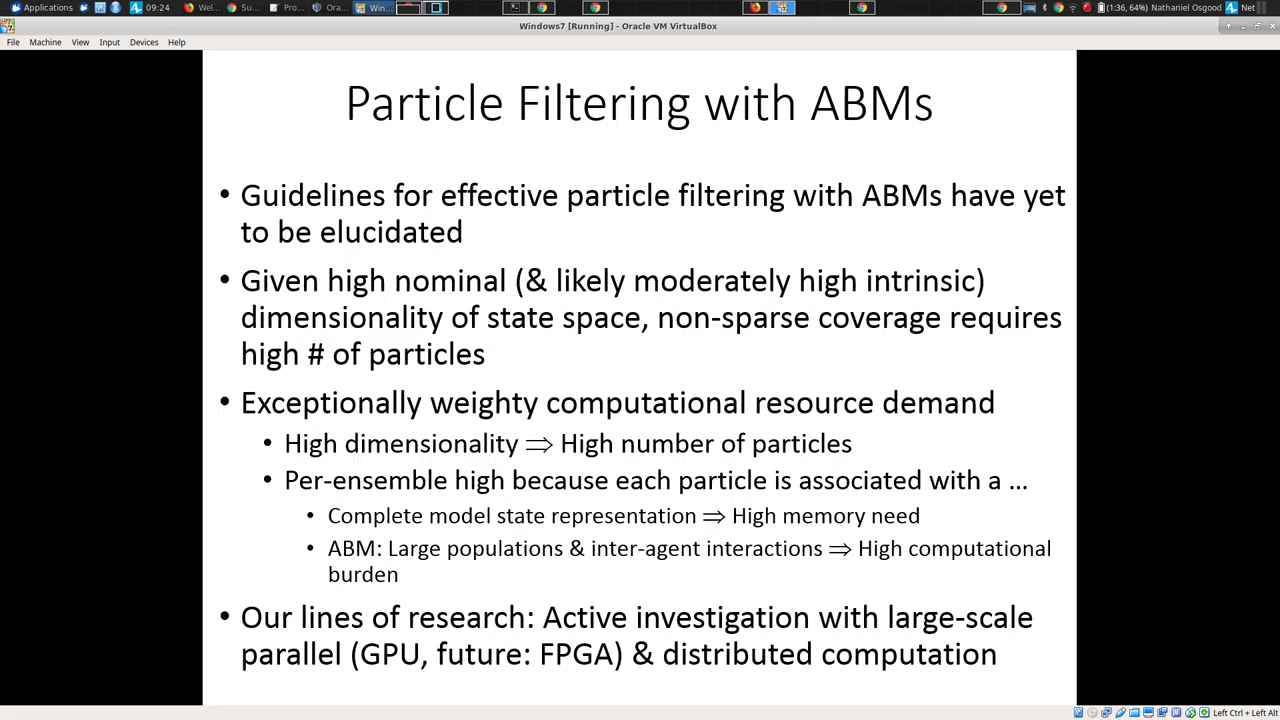 Applications
09:24
Wel...
Su...
Pro...
Ora...
Win...
(1:36, 64%) Nathaniel Osgood
Net
Windows7 [Running] - Oracle VM VirtualBox
File Machine View Input Devices Help
Particle Filtering with ABMs
• Guidelines for effective particle filtering with ABMs have yet
to be elucidated
• Given high nominal (& likely moderately high intrinsic)
dimensionality of state space, non-sparse coverage requires
high # of particles
• Exceptionally weighty computational resource demand
• High dimensionality ⇒ High number of particles
• Per-ensemble high because each particle is associated with a …
• Complete model state representation ⇒ High memory need
• ABM: Large populations & inter-agent interactions ⇒ High computational
burden
• Our lines of research: Active investigation with large-scale
parallel (GPU, future: FPGA) & distributed computation
Left Ctrl + Left Alt